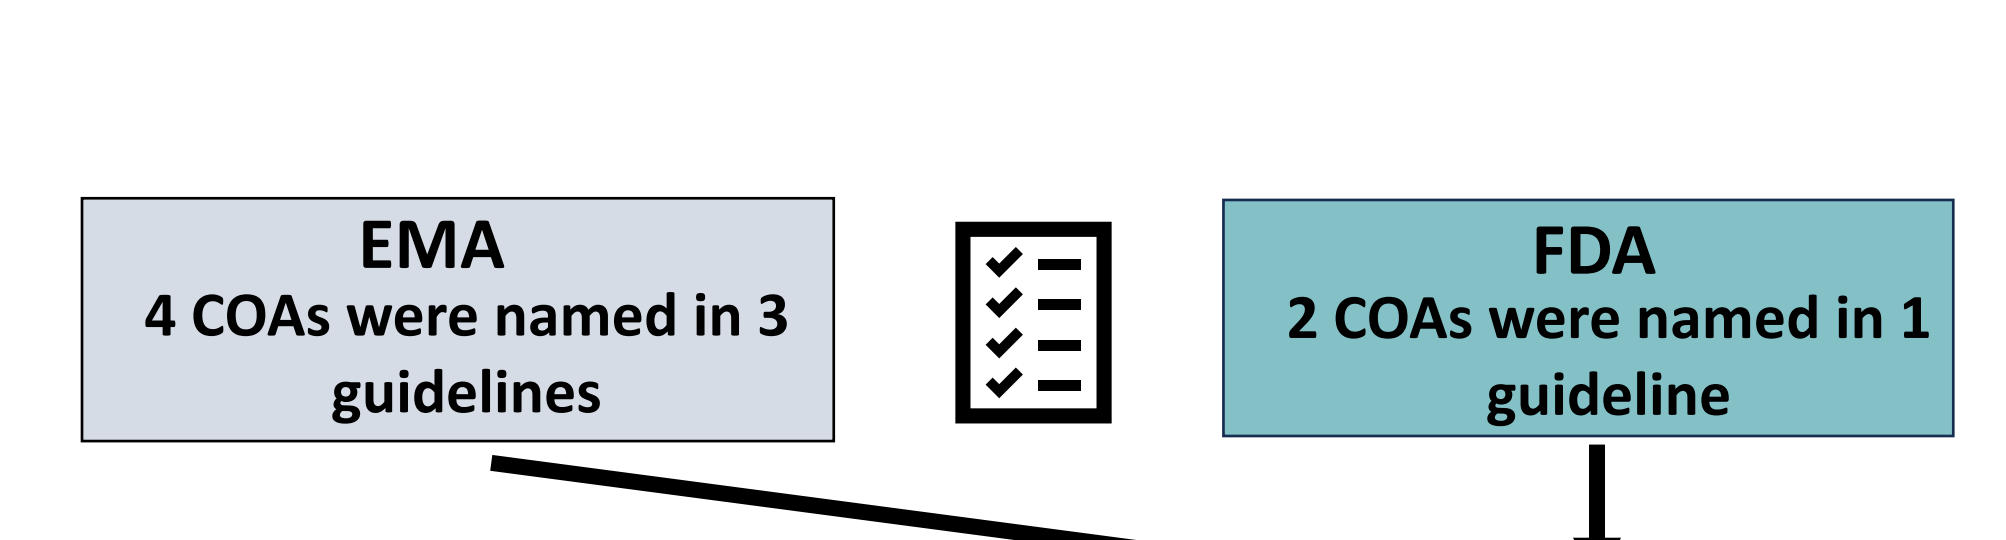 EMA
4 COAs were named in 3
guidelines
FDA
2 COAs were named in 1
guideline